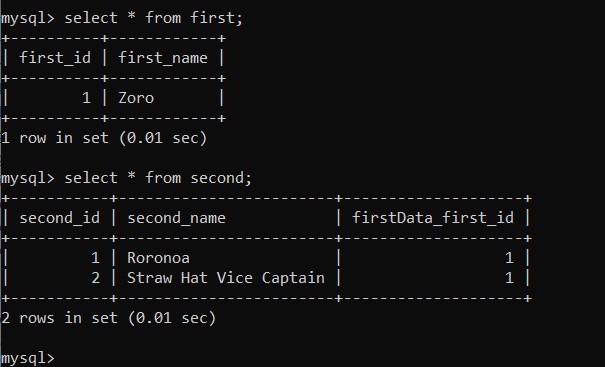 mysql> select * from first;
+----------+------------+
| first_id | first_name |
+----------+------------+
|        1 | Zoro       |
+----------+------------+
1 row in set (0.01 sec)
mysql> select * from second;
+-----------+------------------------+--------------------+
| second_id | second_name            | firstData_first_id |
+-----------+------------------------+--------------------+
|         1 | Roronoa                |                  1 |
|         2 | Straw Hat Vice Captain |                  1 |
+-----------+------------------------+--------------------+
2 rows in set (0.01 sec)
mysql>